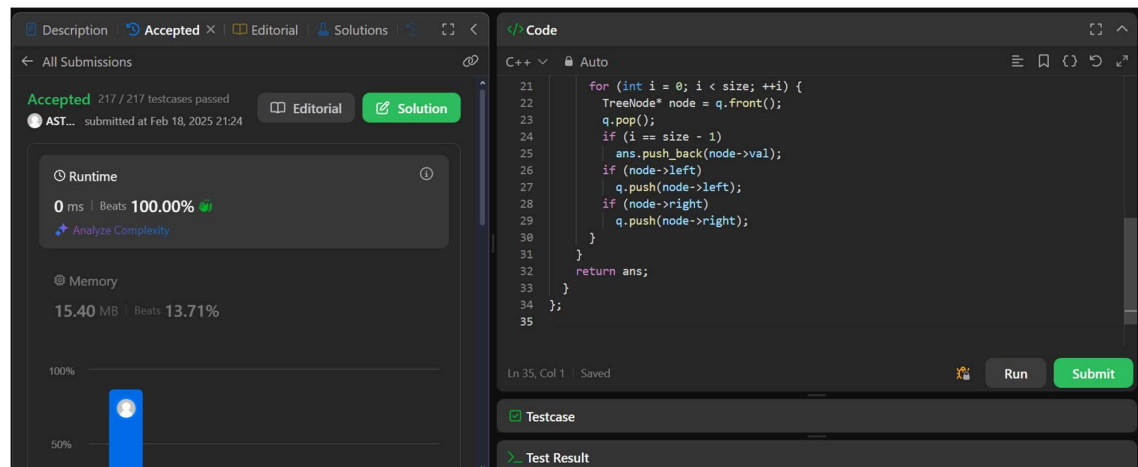 Description
Accepted
Editorial
Solutions
All Submissions
Accepted 217 / 217 testcases passed
AST... submitted at Feb 18, 2025 21:24
Editorial
Solution
Runtime
0 ms | Beats 100.00%
Analyze Complexity
Memory
15.40 MB | Beats 13.71%
100%
50%
</> Code
C++ Auto
21 for (int i = 0; i < size; ++i) {
22 TreeNode* node = q.front();
23 q.pop();
24 if (i == size - 1)
25 ans.push_back(node->val);
26 if (node->left)
27 q.push(node->left);
28 if (node->right)
29 q.push(node->right);
30 }
31 }
32 return ans;
33 }
34 };
35
Ln 35, Col 1 | Saved
Run
Submit
Testcase
>_ Test Result